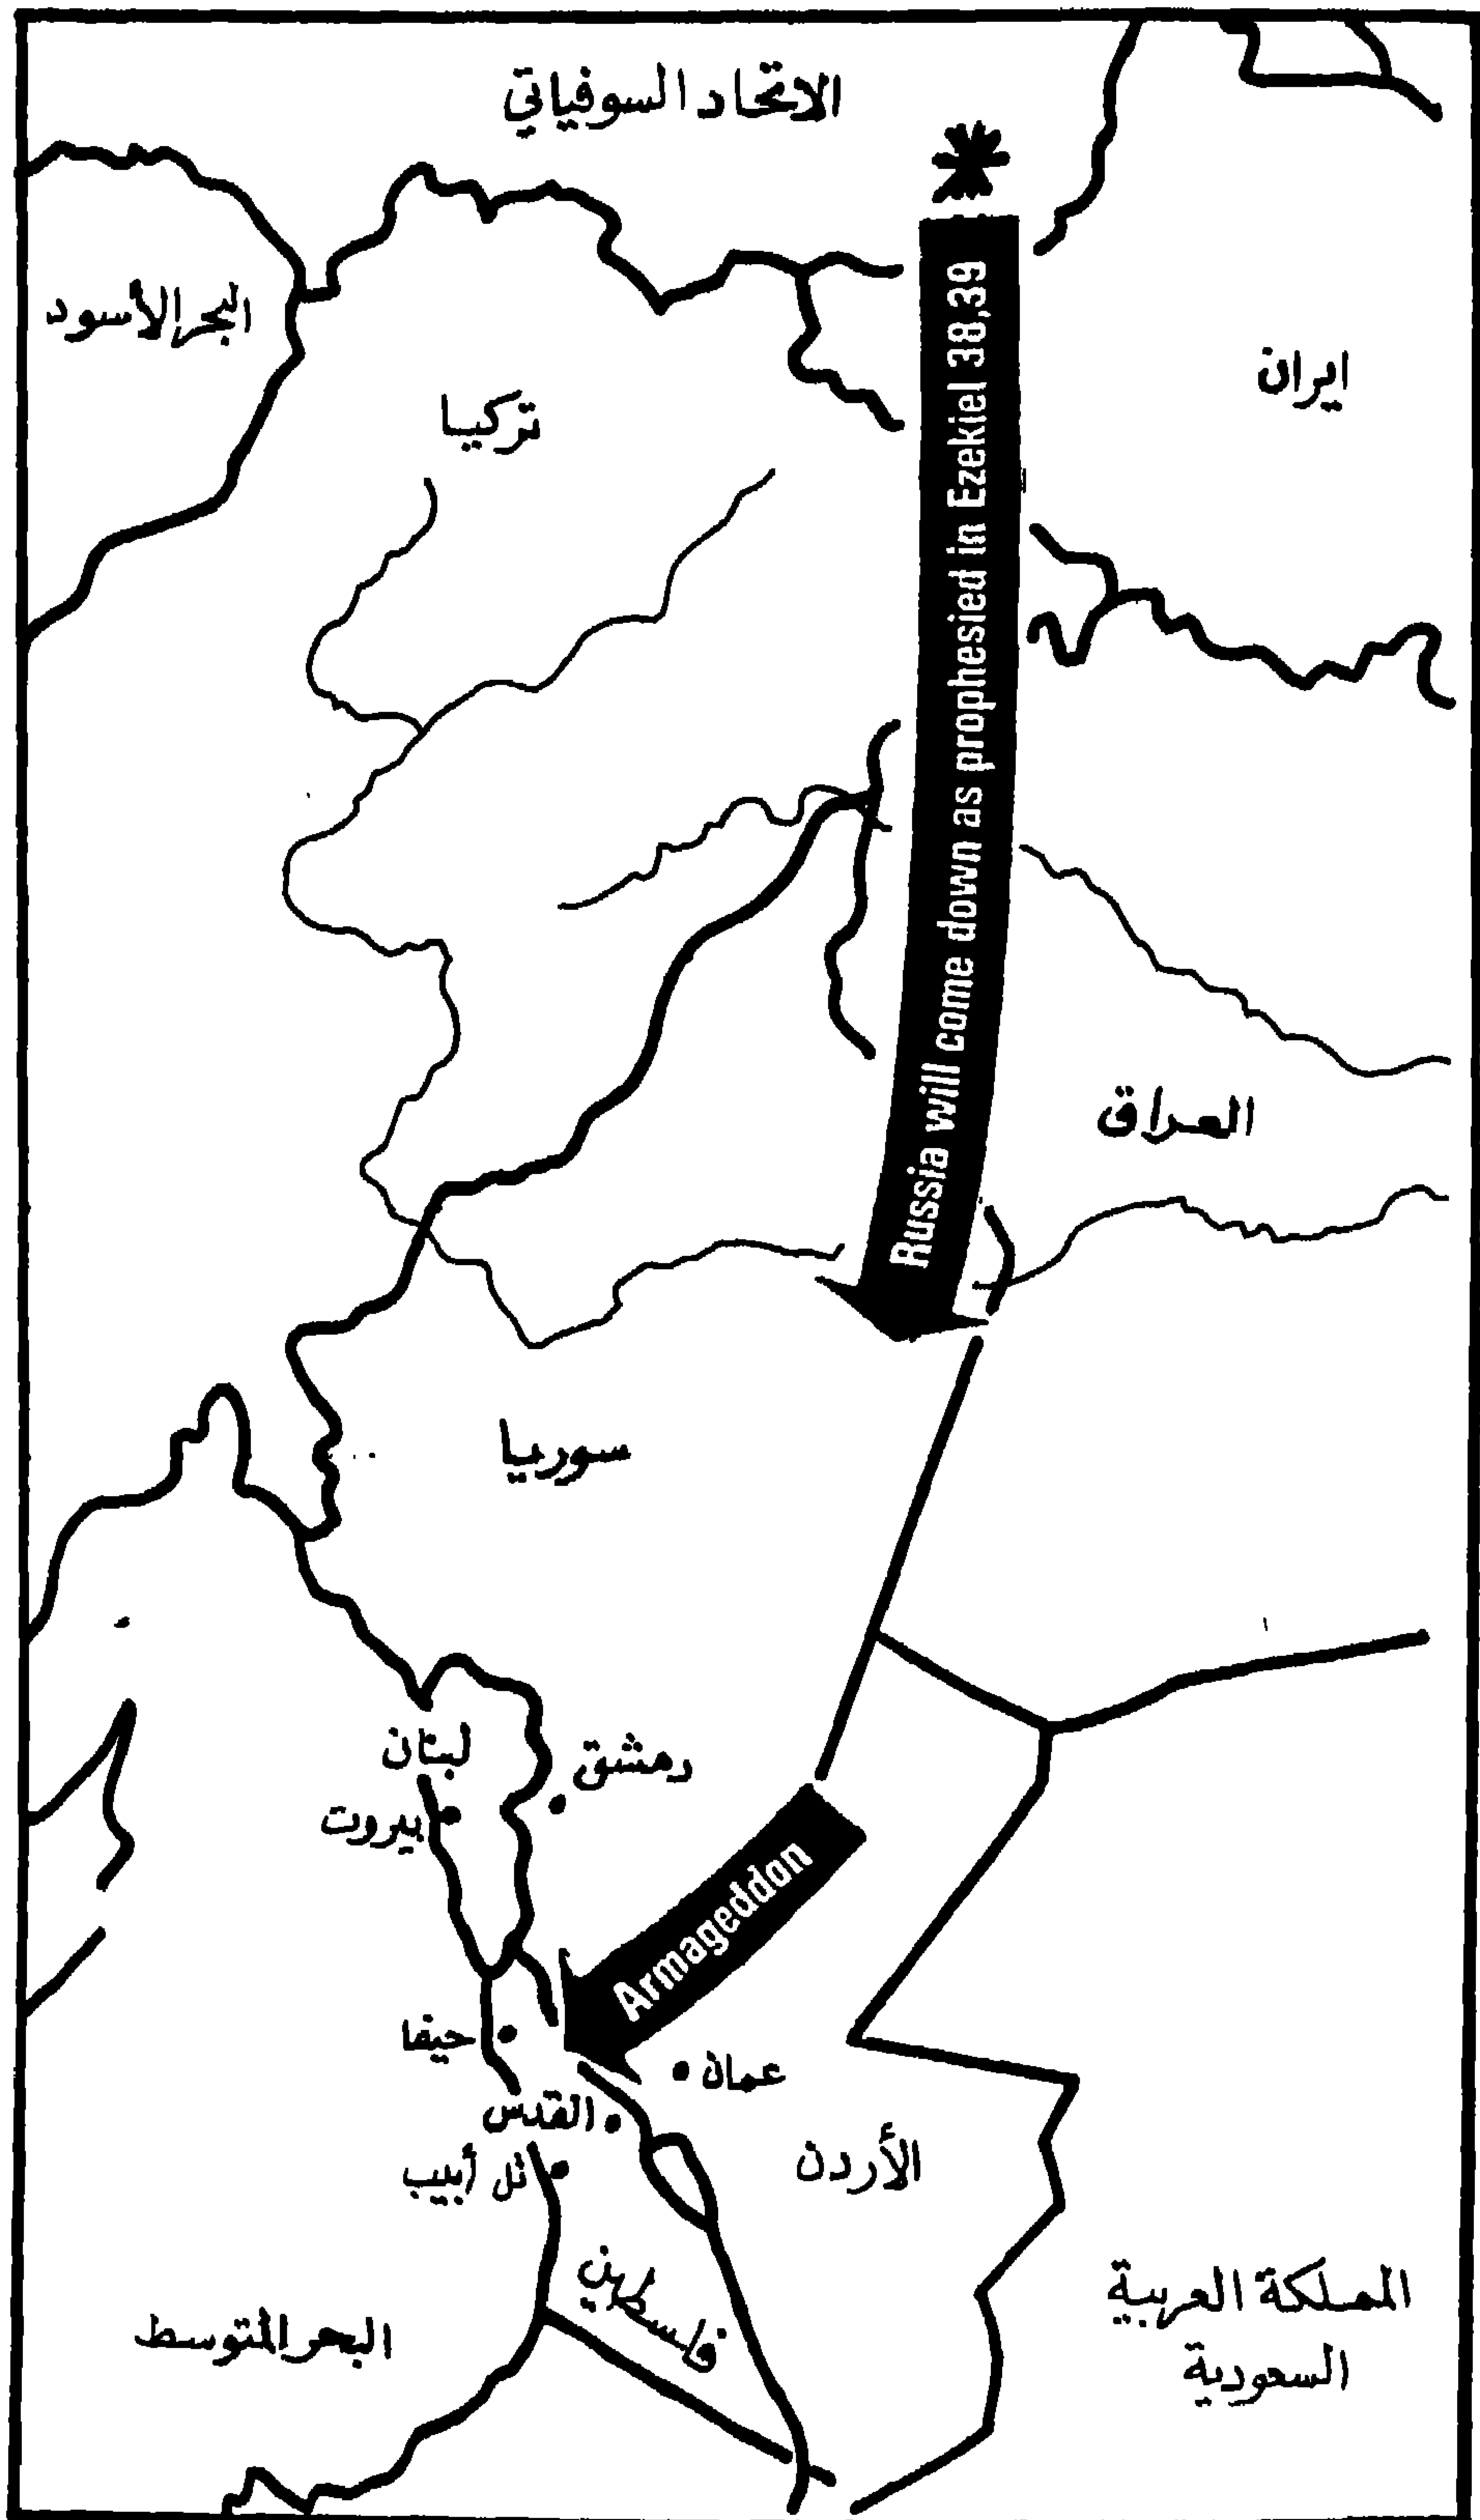 الاتحاد السوفياتي
*
البحر الأسود
تركيا
ايران
Russia will come down as prophesied in Ezekiel 38,39
العراق
سوريا
لبنان
دمشق
بيروت
Armageddon
حيفا
عمان
القدس
تل أبيب
الأردن
فلسطين
المملكة العربية
السعودية
البحر المتوسط